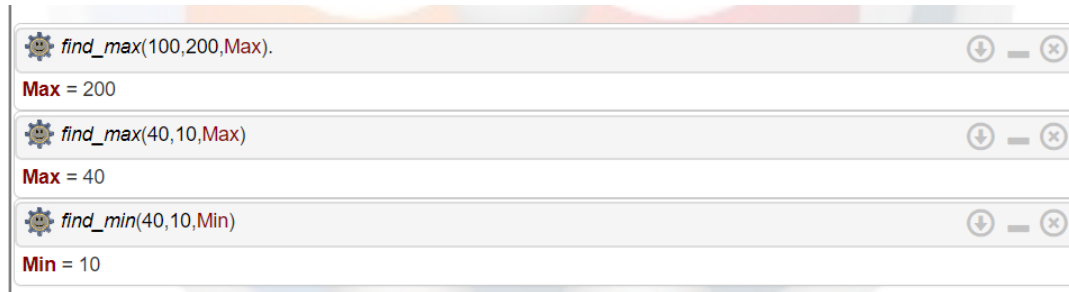 find_max(100,200,Max).
Max = 200
find_max(40,10,Max)
Max = 40
find_min(40,10,Min)
Min = 10